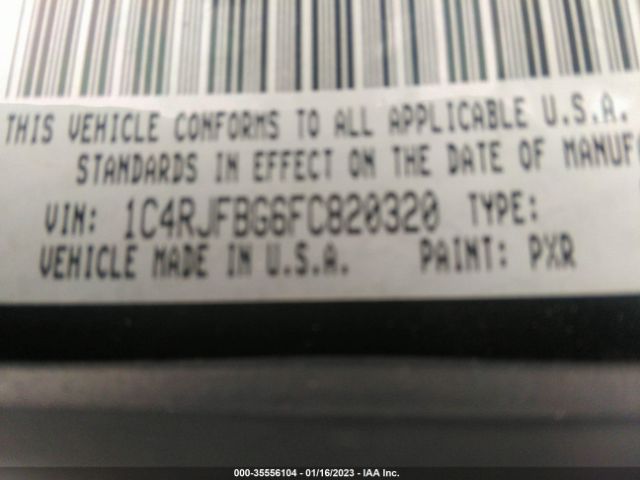 THIS VEHICLE CONFORMS TO ALL APPLICABLE U.S.A.
STANDARDS IN EFFECT ON THE DATE OF MANUFA
VIN: 1C4RJFBG6FC820320 TYPE:
VEHICLE MADE IN U.S.A. PAINT: PXR
000-35556104 - 01/16/2023 - IAA Inc.